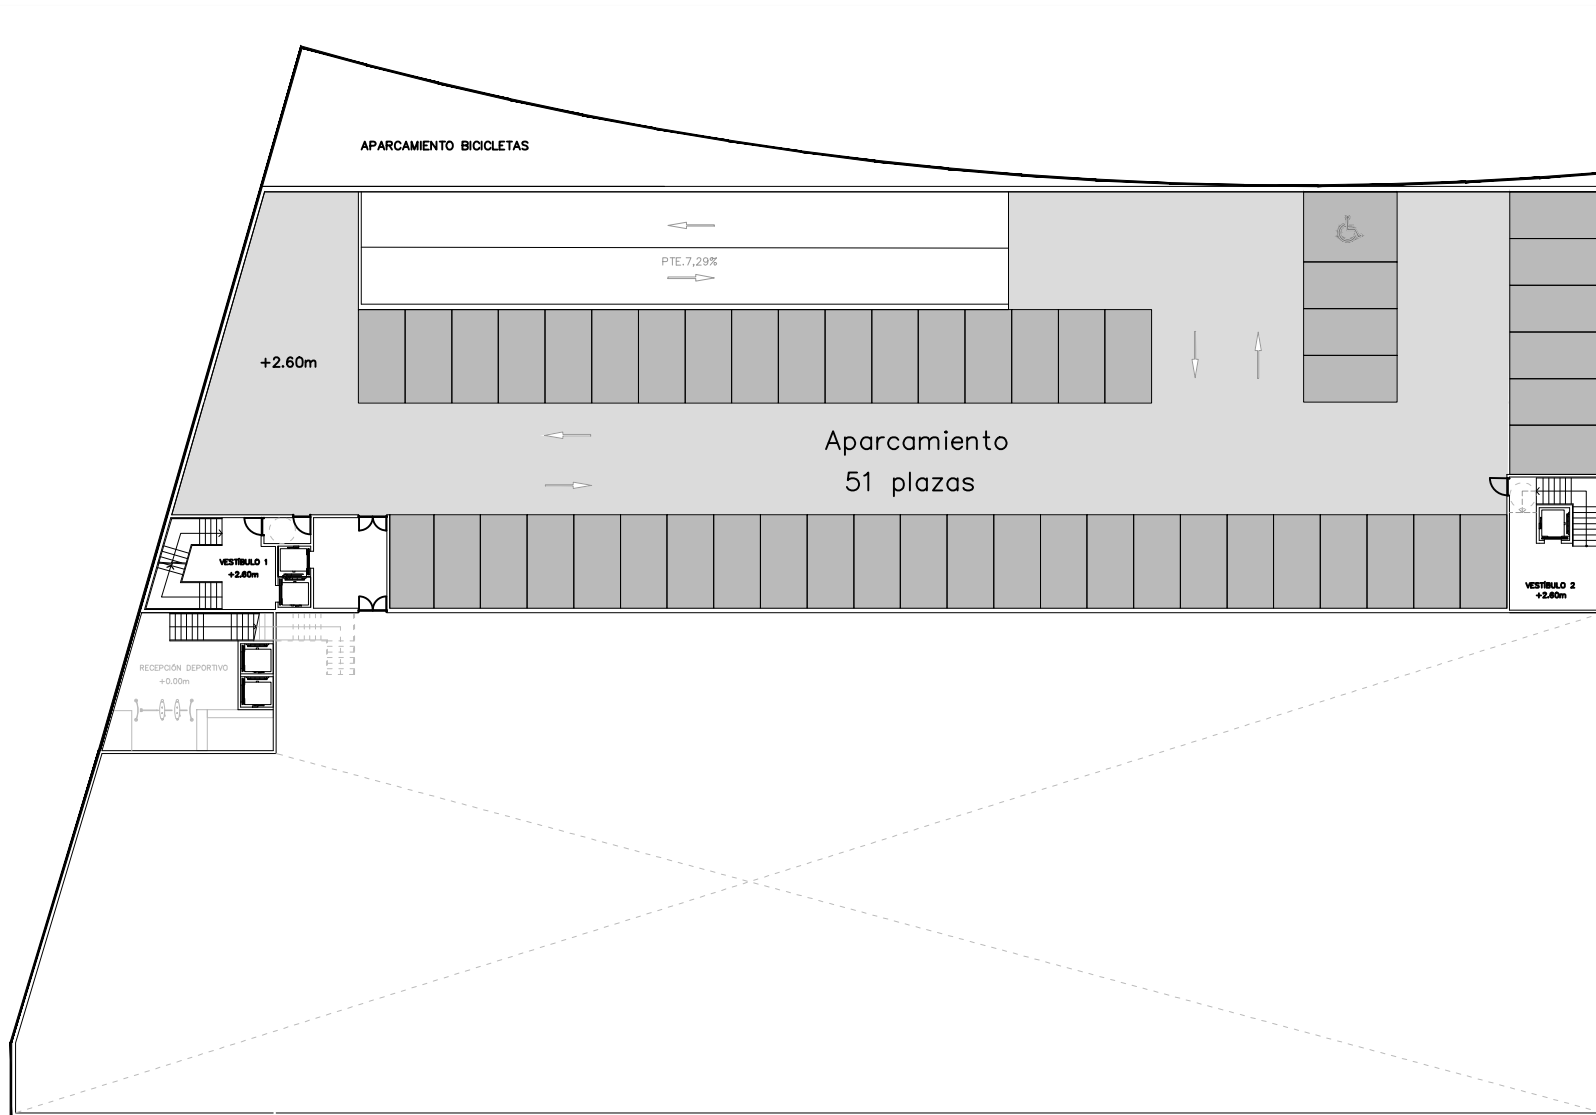 APARCAMIENTO BICICLETAS
PTE.7,29%
+2.60m
Aparcamiento
51 plazas
VESTÍBULO 1
+2.60m
VESTÍBULO 2
+2.60m
RECEPCIÓN DEPORTIVO
+0.00m